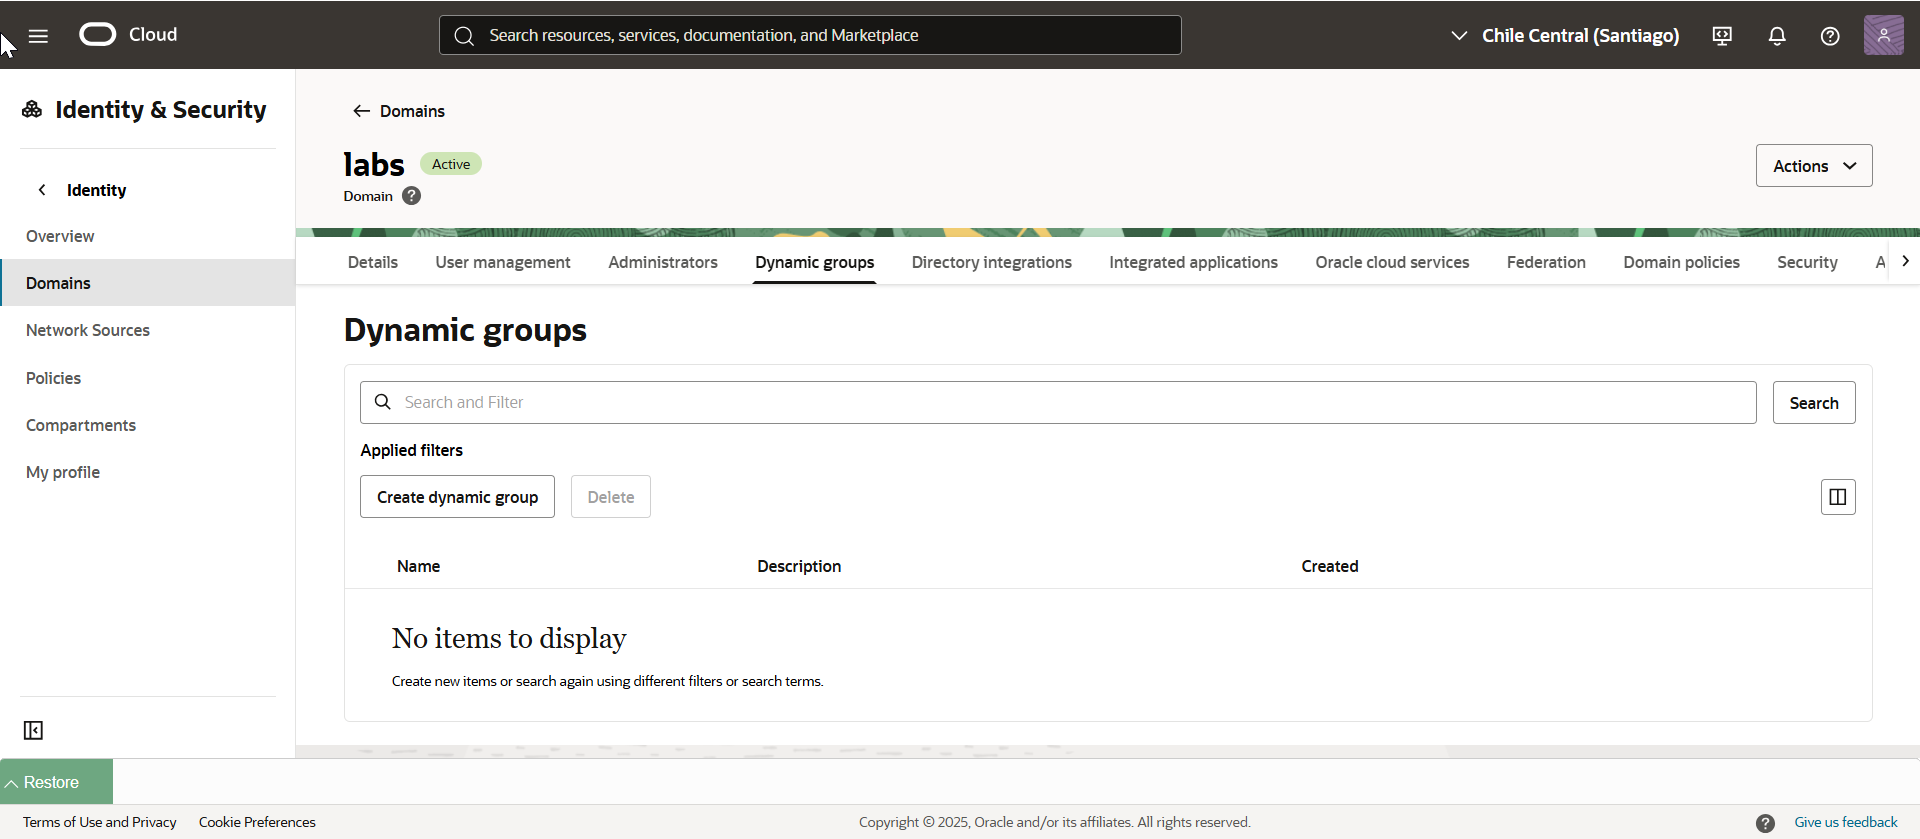 Cloud
Search resources, services, documentation, and Marketplace
Chile Central (Santiago)
Identity & Security
Identity
Overview
Domains
Network Sources
Policies
Compartments
My profile
Domains
labs
Active
Domain
Actions
Details
User management
Administrators
Dynamic groups
Directory integrations
Integrated applications
Oracle cloud services
Federation
Domain policies
Security
A
Dynamic groups
Search and Filter
Search
Applied filters
Create dynamic group
Delete
Name
Description
Created
No items to display
Create new items or search again using different filters or search terms.
Restore
Terms of Use and Privacy
Cookie Preferences
Copyright © 2025, Oracle and/or its affiliates. All rights reserved.
Give us feedback